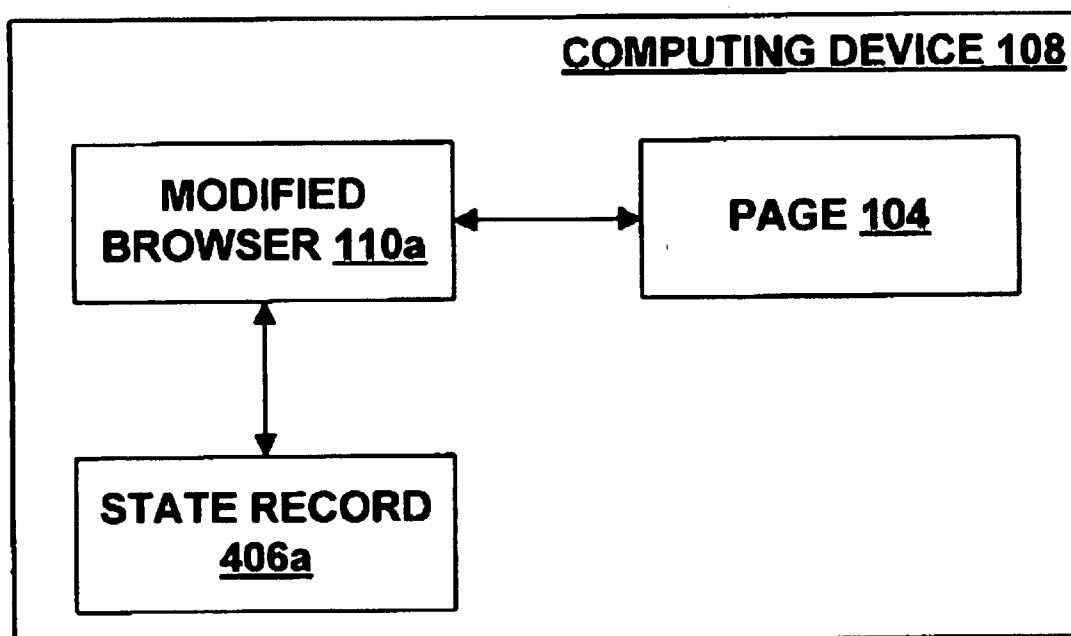 COMPUTING DEVICE 108
MODIFIED
BROWSER 110a
PAGE 104
STATE RECORD
406a